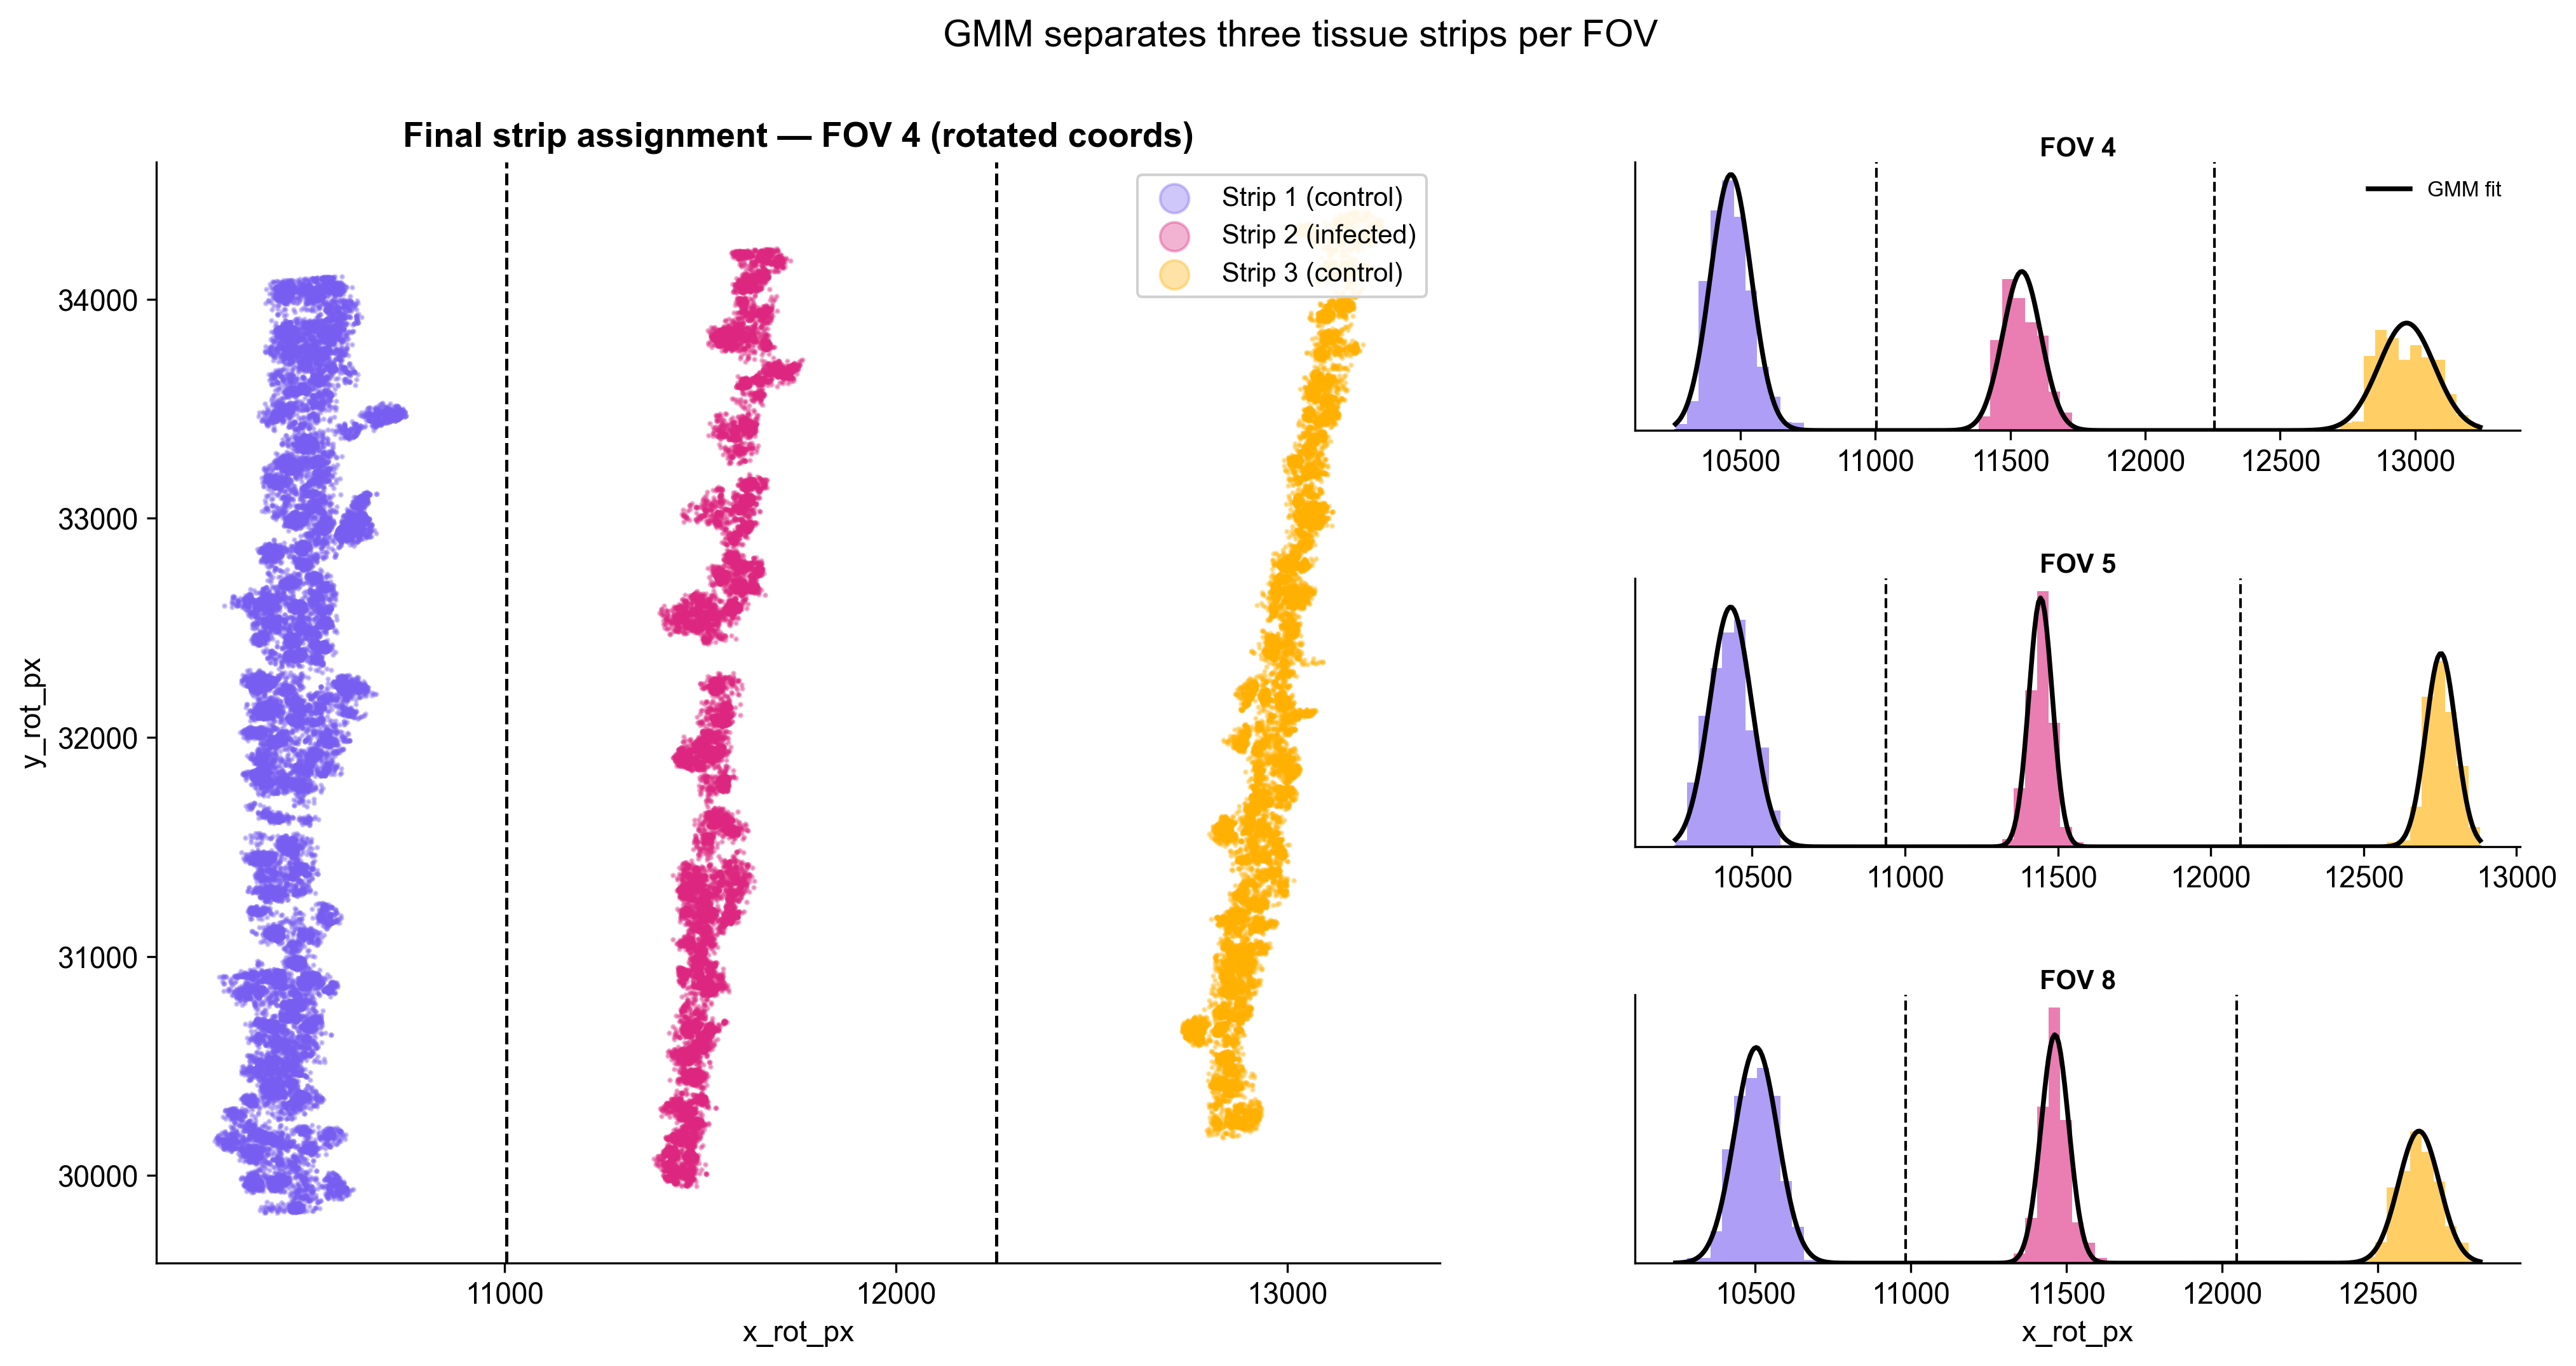 GMM separates three tissue strips per FOV
Final strip assignment — FOV 4 (rotated coords)
Strip 1 (control)
Strip 2 (infected)
Strip 3 (control)
y_rot_px
34000
33000
32000
31000
30000
11000 12000 13000
x_rot_px
FOV 4
GMM fit
10500 11000 11500 12000 12500 13000
FOV 5
10500 11000 11500 12000 12500 13000
FOV 8
10500 11000 11500 12000 12500
x_rot_px